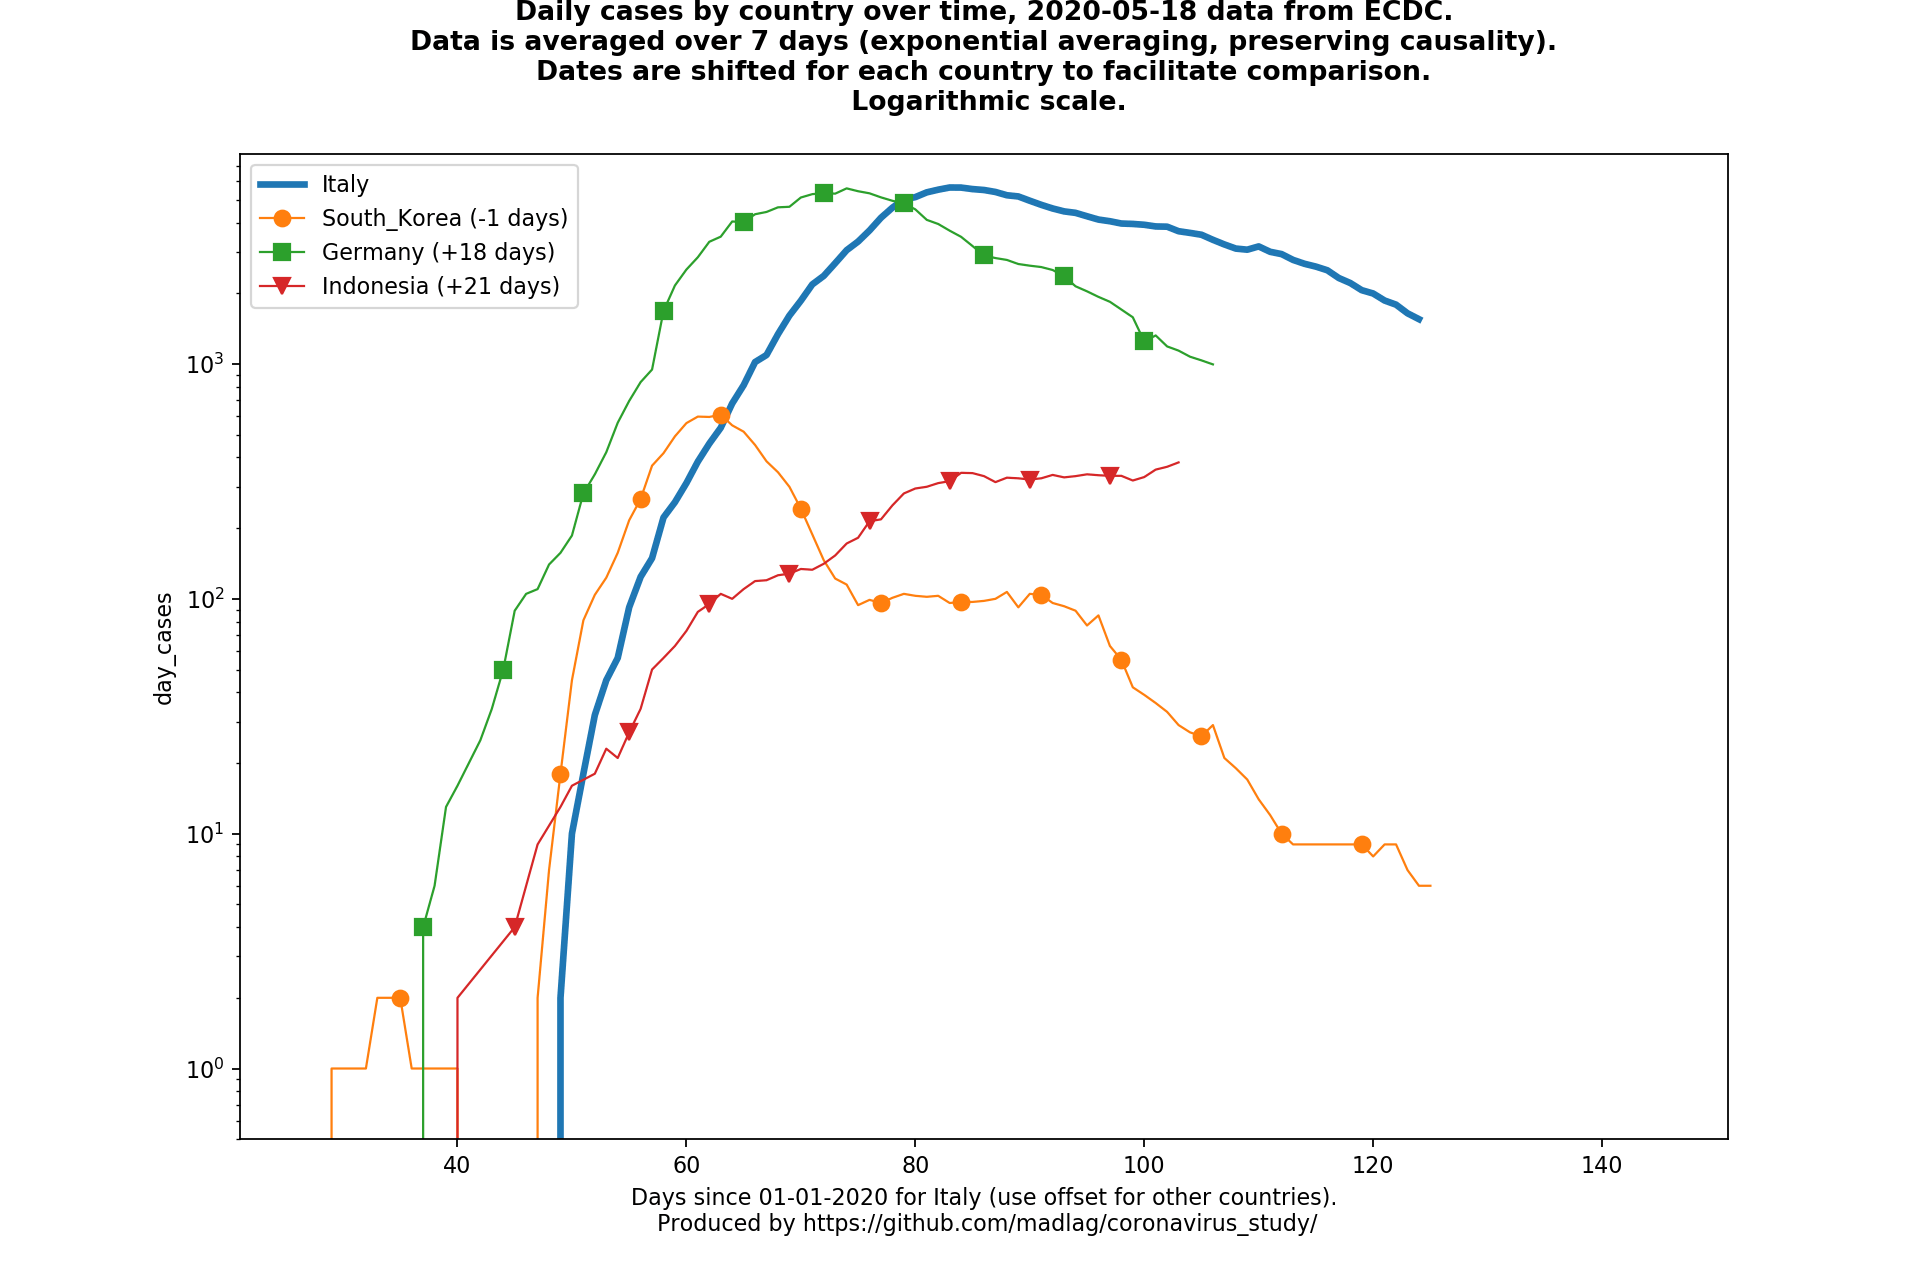 Daily cases by country over time, 2020-05-18 data from ECDC.
Data is averaged over 7 days (exponential averaging, preserving causality).
Dates are shifted for each country to facilitate comparison.
Logarithmic scale.
Italy
South_Korea (-1 days)
Germany (+18 days)
Indonesia (+21 days)
10³
10²
10¹
10⁰
day_cases
40 60 80 100 120 140
Days since 01-01-2020 for Italy (use offset for other countries).
Produced by https://github.com/madlag/coronavirus_study/